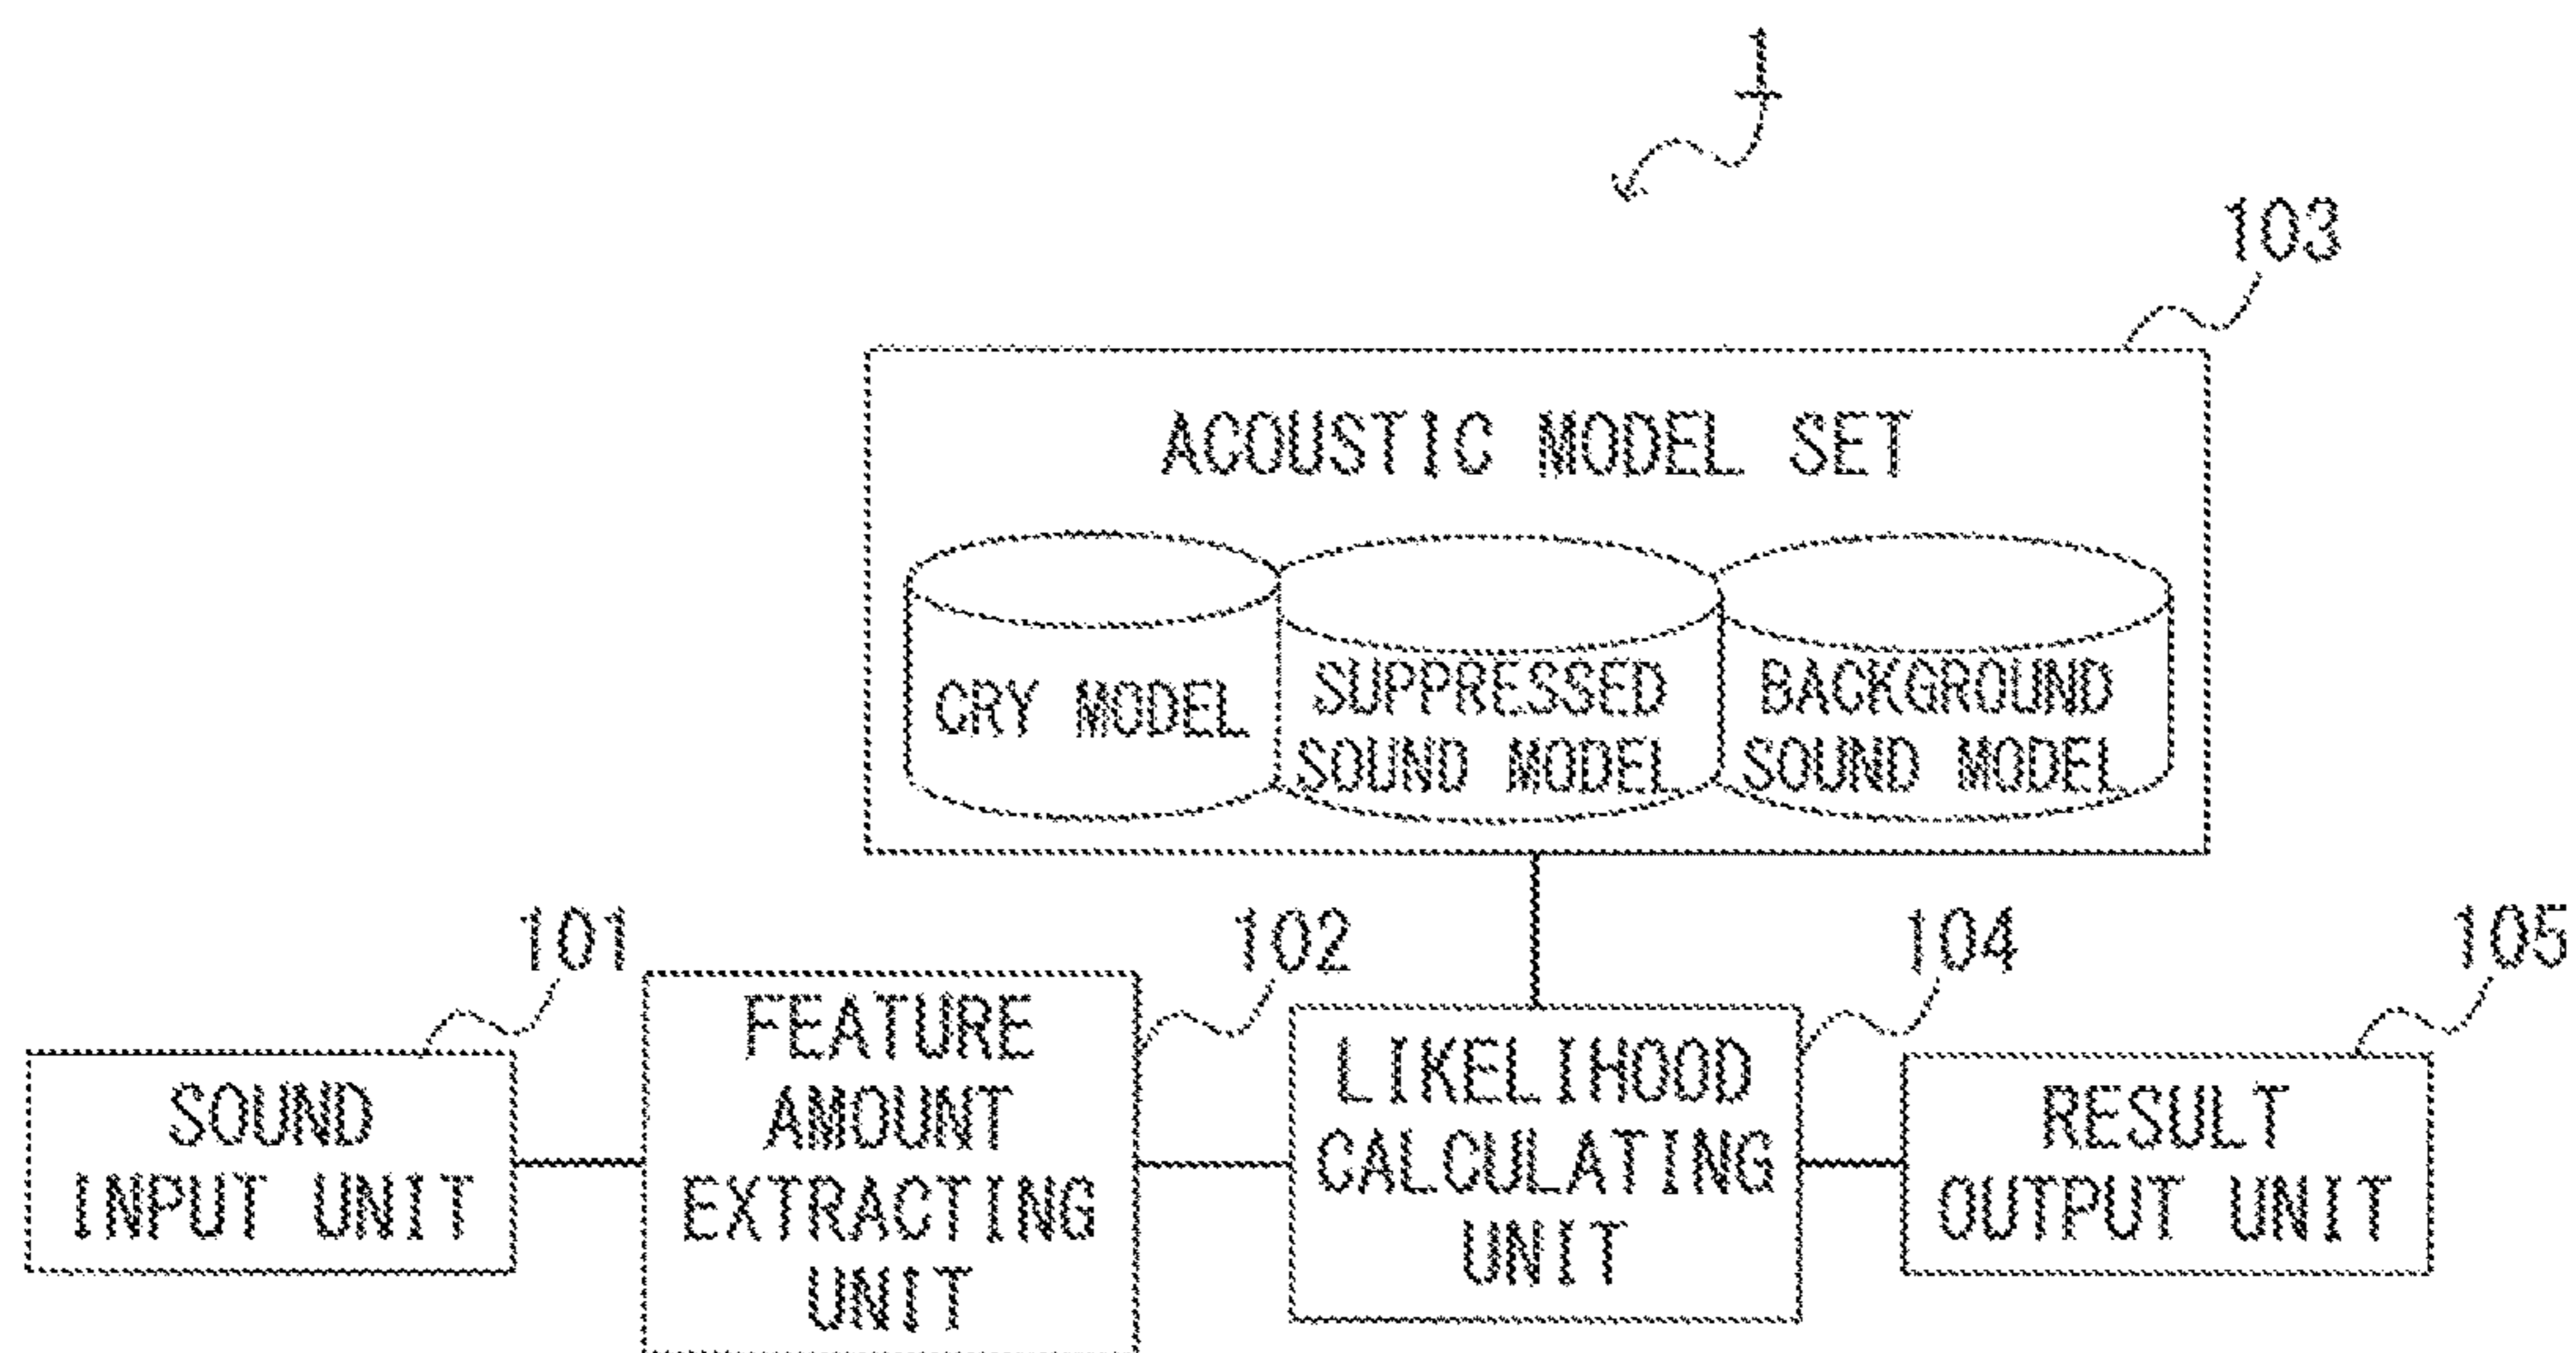 1
103
ACOUSTIC MODEL SET
CRY MODEL
SUPPRESSED
SOUND MODEL
BACKGROUND
SOUND MODEL
101
102
104
105
SOUND
INPUT UNIT
FEATURE
AMOUNT
EXTRACTING
UNIT
LIKELIHOOD
CALCULATING
UNIT
RESULT
OUTPUT UNIT